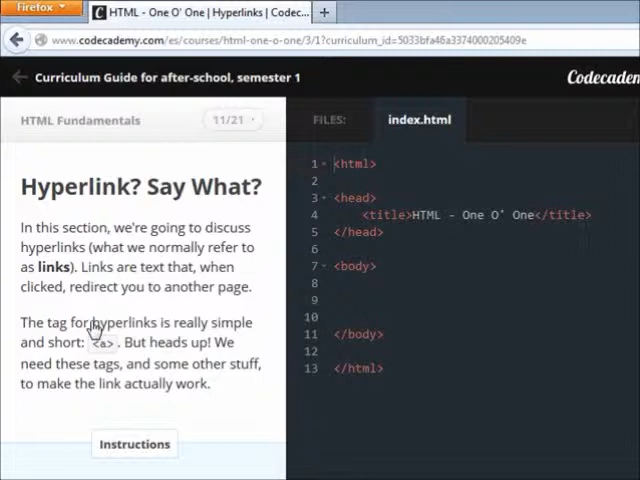 Firefox
HTML - One O' One | Hyperlinks | Codec...
www.codecademy.com/es/courses/html-one-o-one/3/1?curriculum_id=5033bfa46a3374000205409e
Curriculum Guide for after-school, semester 1
Codecadem
HTML Fundamentals
11/21
FILES:
index.html
Hyperlink? Say What?
In this section, we're going to discuss
hyperlinks (what we normally refer to
as links). Links are text that, when
clicked, redirect you to another page.
The tag for hyperlinks is really simple
and short: <a>. But heads up! We
need these tags, and some other stuff,
to make the link actually work.
Instructions
1 <html>
2
3 <head>
4 <title>HTML - One O' One</title>
5 </head>
6
7 <body>
8
9
10
11 </body>
12
13 </html>